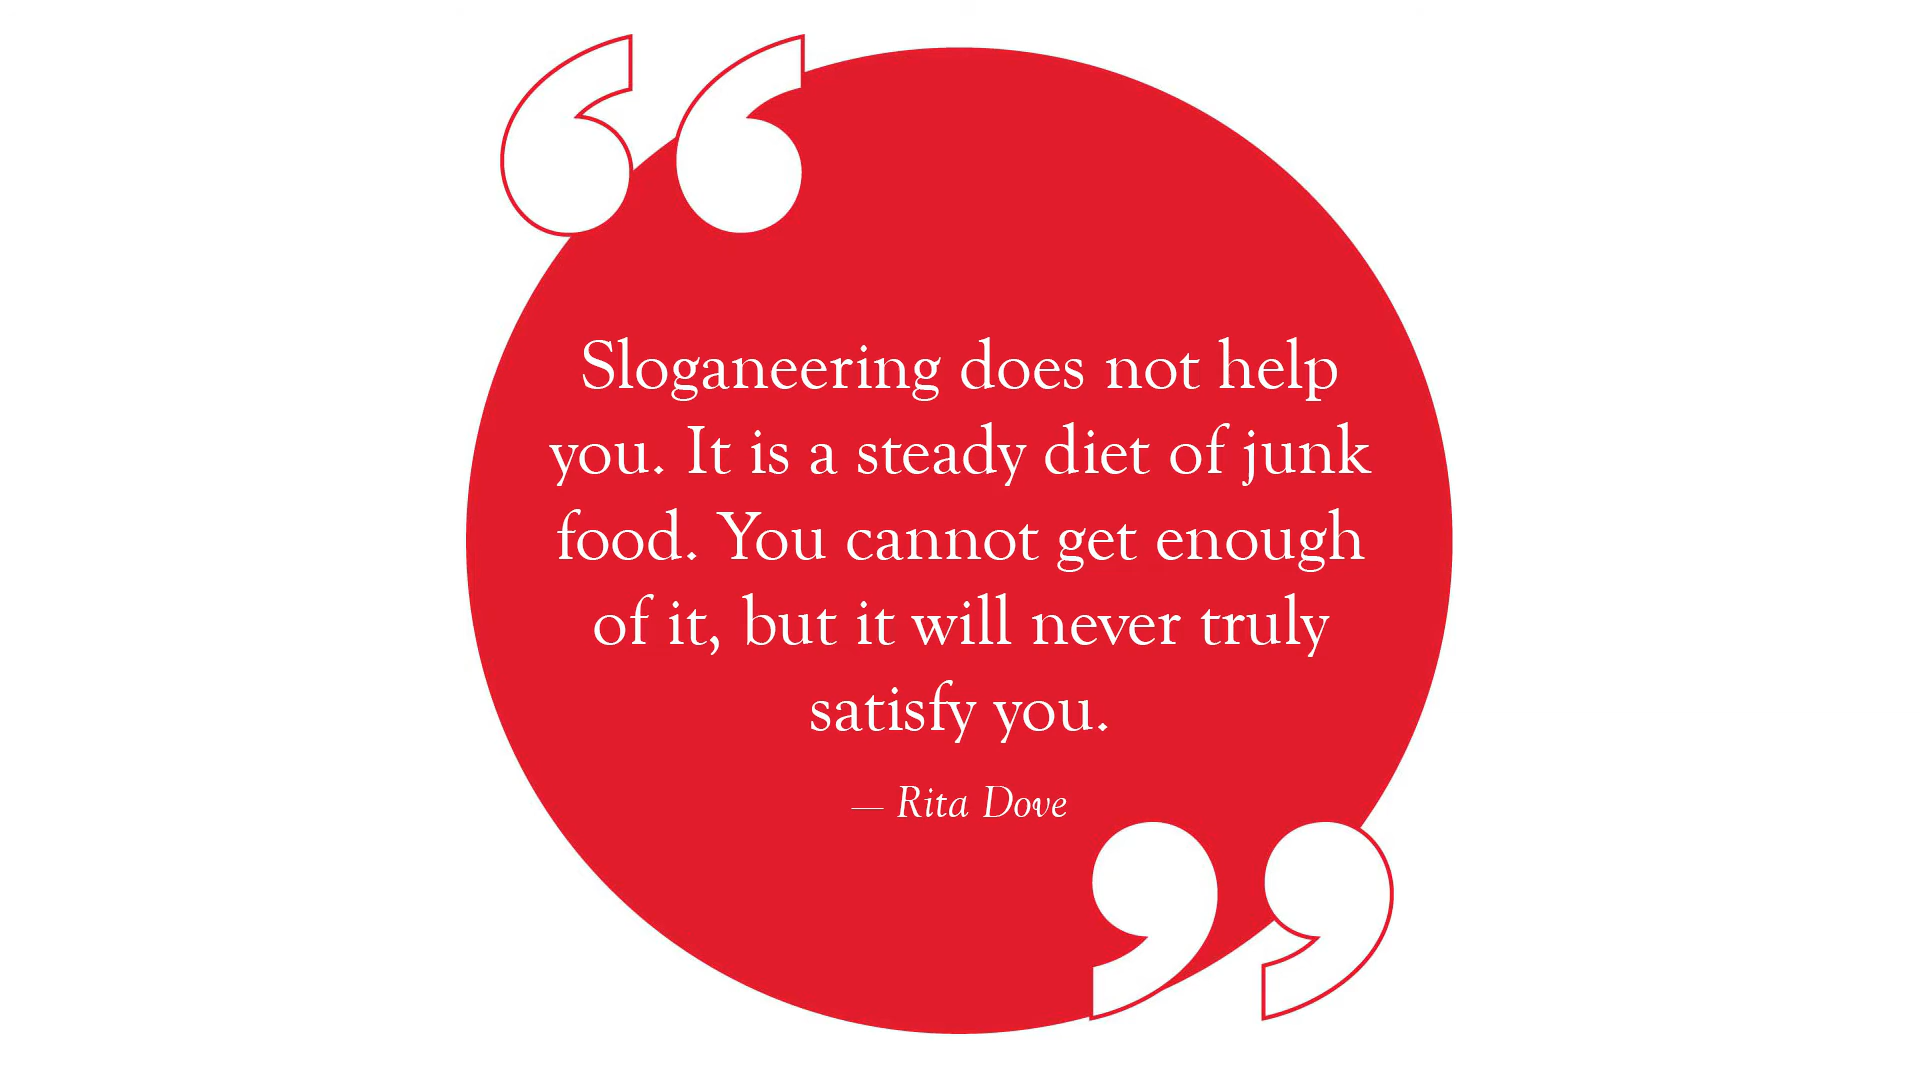 Sloganeering does not help
you. It is a steady diet of junk
food. You cannot get enough
of it, but it will never truly
satisfy you.
— Rita Dove